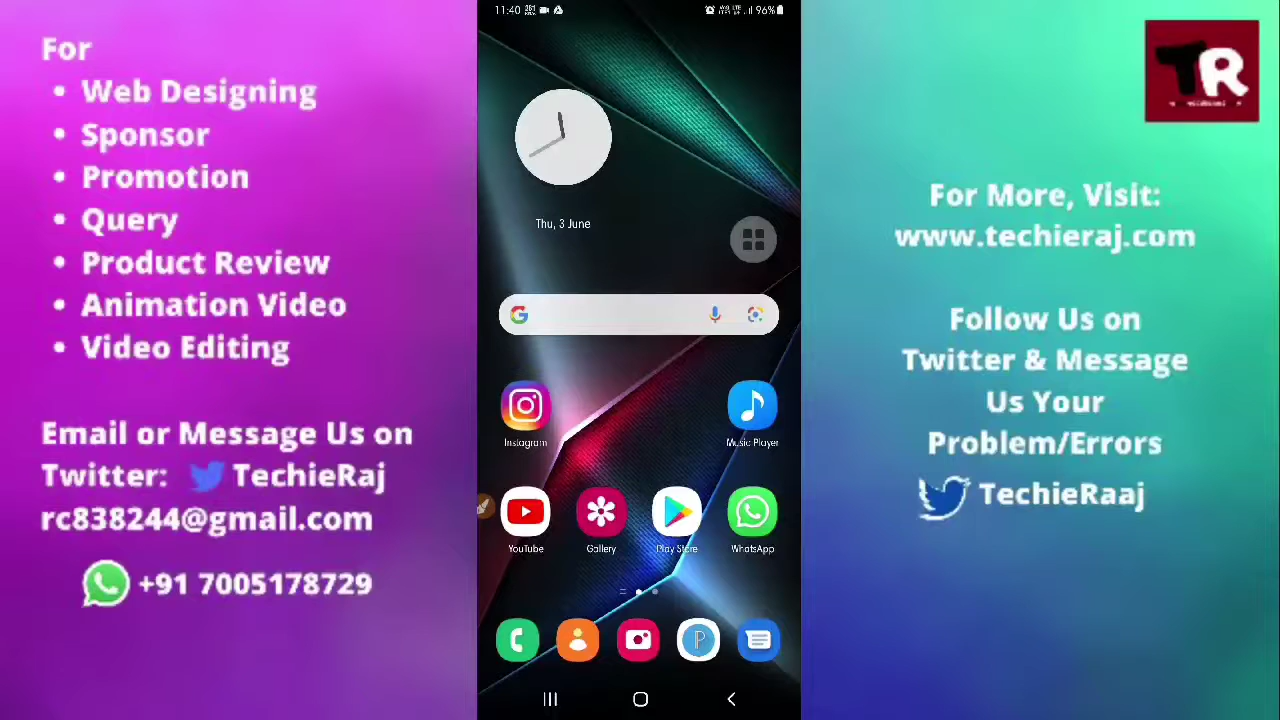 For
• Web Designing
• Sponsor
• Promotion
• Query
• Product Review
• Animation Video
• Video Editing
Email or Message Us on
Twitter: TechieRaj
rc838244@gmail.com
+91 7005178729
11:40
96%
Thu, 3 June
Instagram
Music Player
YouTube
Gallery
Play Store
WhatsApp
TR
For More, Visit:
www.techieraj.com
Follow Us on
Twitter & Message
Us Your
Problem/Errors
TechieRaaj